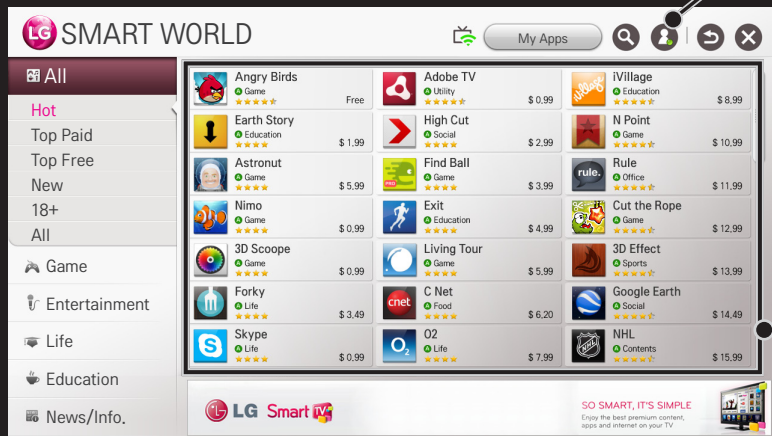 LG SMART WORLD
My Apps
All
Hot
Top Paid
Top Free
New
18+
All
Game
Entertainment
Life
Education
News/Info.
Angry Birds
A Game
Free
Adobe TV
A Utility
$ 0,99
iVillage
iVillage
A Education
$ 8,99
Earth Story
A Education
$ 1,99
High Cut
A Social
$ 2,99
N Point
A Game
$ 10,99
Astronut
A Game
$ 5,99
PRO
Find Ball
A Game
$ 3,99
rule.
Rule
A Office
$ 11,99
Nimo
A Game
$ 0,99
Exit
A Education
$ 4,99
Cut the Rope
A Game
$ 12,99
3D Scoope
A Game
$ 0,99
Living Tour
A Game
$ 5,99
3D Effect
A Sports
$ 13,99
Forky
A Life
$ 3,49
cnet
C Net
A Food
$ 6,20
Google Earth
A Social
$ 14,49
S
Skype
A Life
$ 0,99
O2
02
A Life
$ 7,99
NHL
NHL
A Contents
$ 15,99
LG LG Smart TV
SO SMART, IT'S SIMPLE
Enjoy the best premium content,
apps and internet on your TV